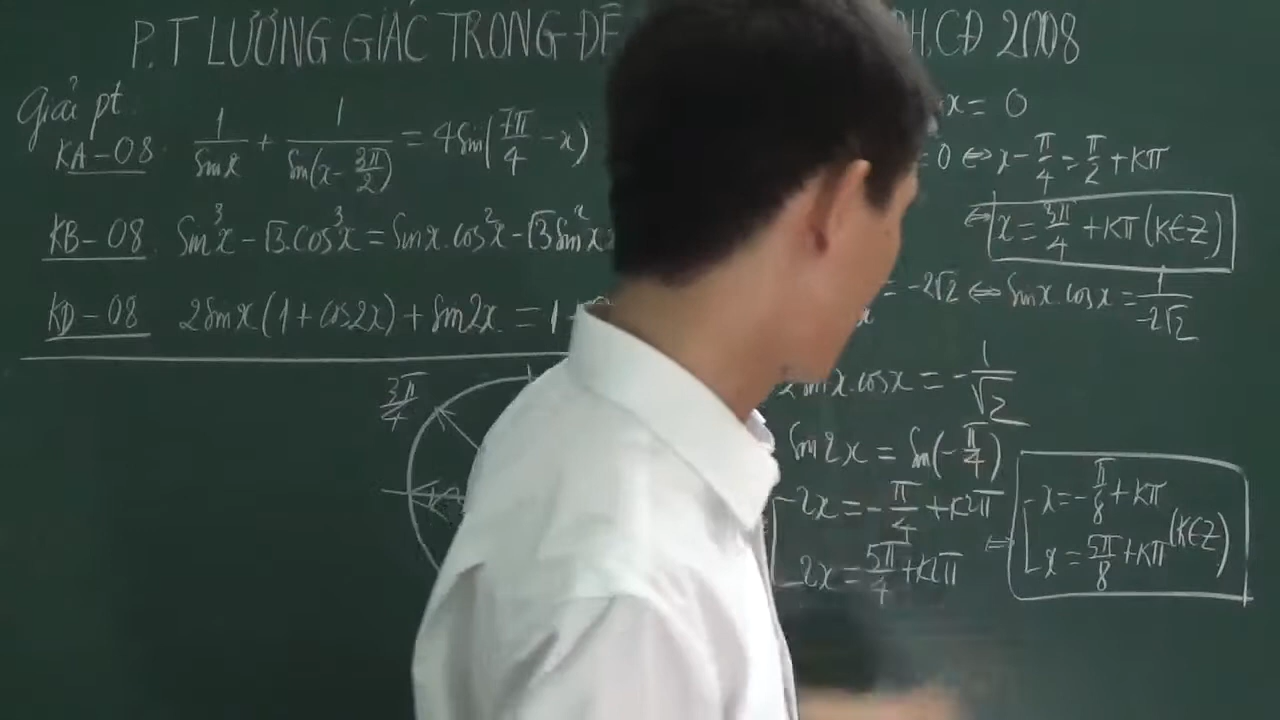 P.T LƯỢNG GIÁC TRONG ĐỀ H,CĐ 2008
Giải pt
KA-08 1/sinx + 1/sin(x - 3π/2) = 4sin(7π/4 - x)
KB-08 sin³x - √3.cos³x = sinx.cos²x - √3sin²x
KD-08 2sinx(1+cos2x) + sin2x = 1+
3π/4
x = 0
= 0 ⇔ x - π/4 = π/2 + kπ
⇔ x = 3π/4 + kπ (k∈Z)
= -2√2 ⇔ sinx.cosx = 1/-2√2
2sinx.cosx = -1/√2
sin2x = sin(-π/4)
2x = -π/4 + k2π
2x = 5π/4 + k2π
⇔ x = -π/8 + kπ
x = 5π/8 + kπ (k∈Z)